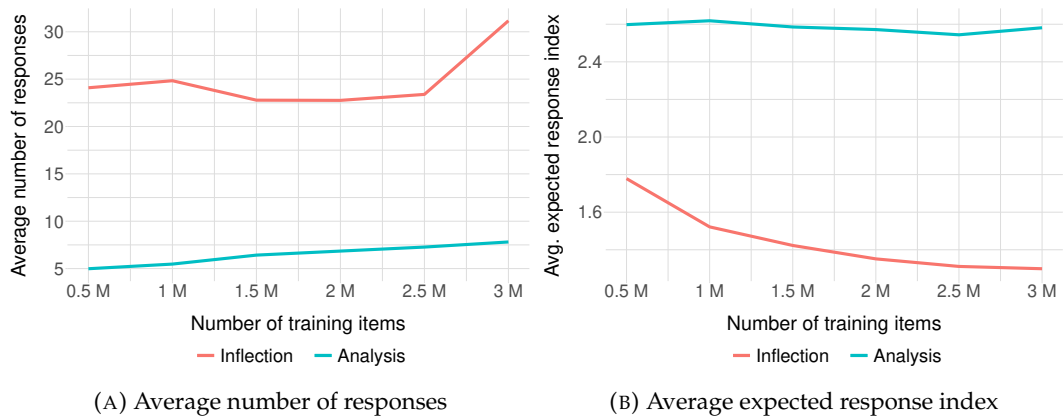 Average number of responses
30
25
20
15
10
5
0.5 M 1 M 1.5 M 2 M 2.5 M 3 M
Number of training items
Inflection Analysis
(A) Average number of responses
Avg. expected response index
2.4
2.0
1.6
0.5 M 1 M 1.5 M 2 M 2.5 M 3 M
Number of training items
Inflection Analysis
(B) Average expected response index